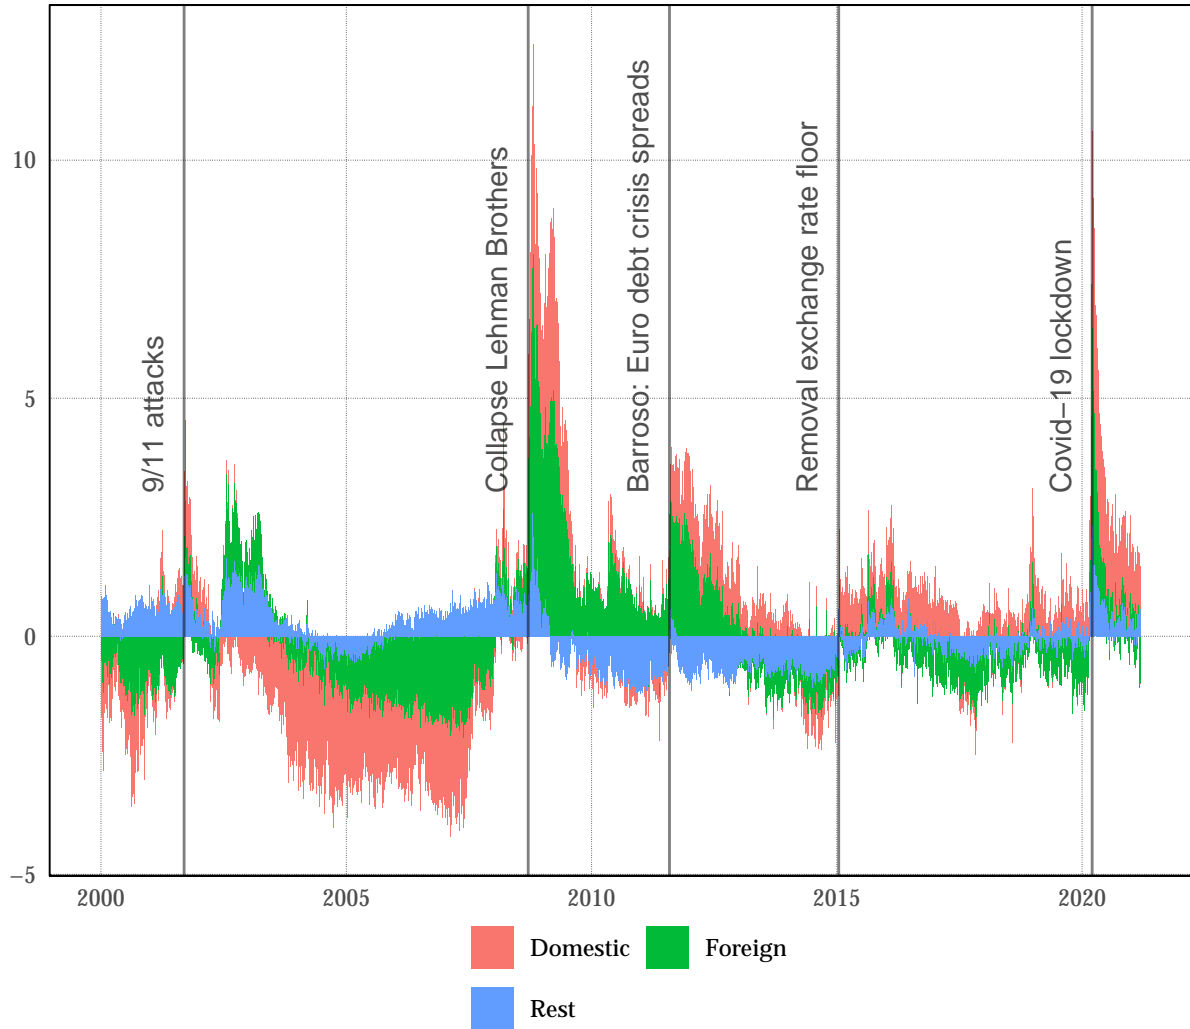 10
5
0
−5
9/11 attacks
Collapse Lehman Brothers
Barroso: Euro debt crisis spreads
Removal exchange rate floor
Covid−19 lockdown
2000
2005
2010
2015
2020
Domestic
Foreign
Rest